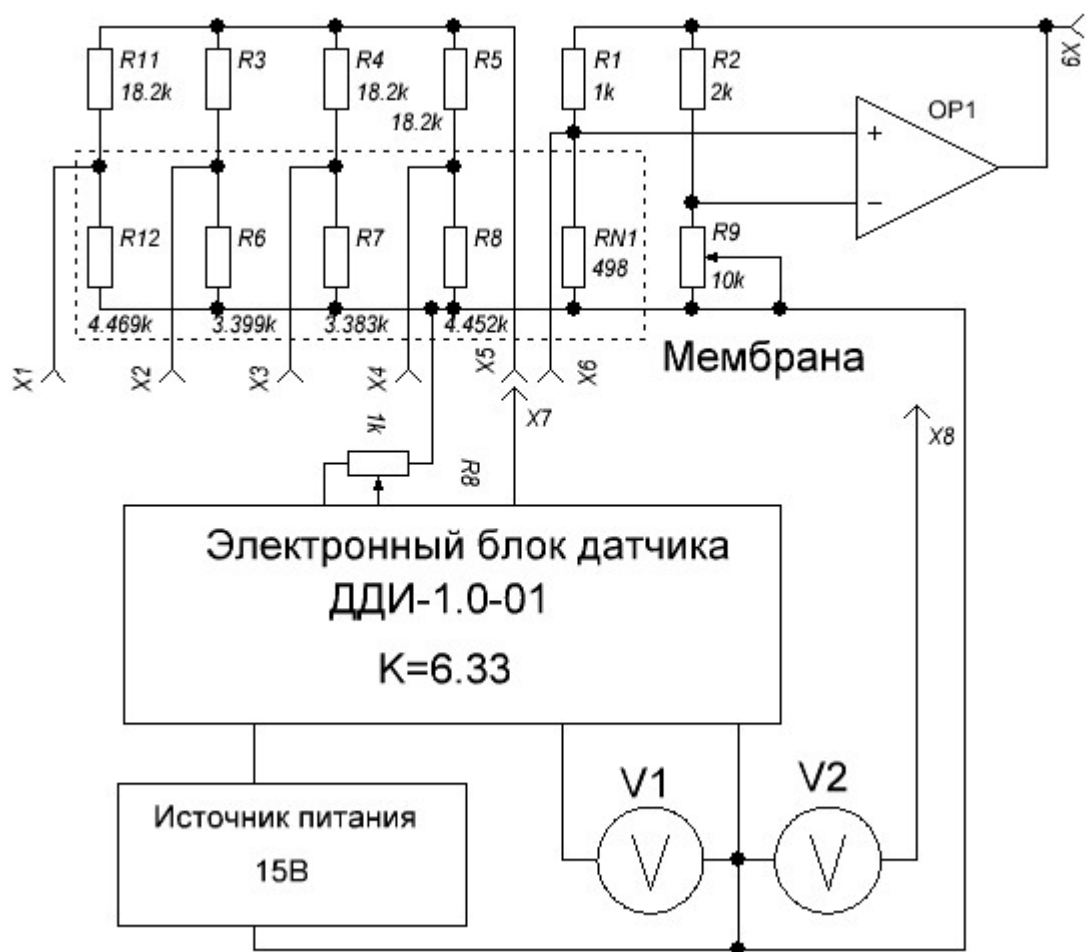 R11
18.2k
R3
R4
18.2k
R5
18.2k
R1
1k
R2
2k
X9
OP1
+
−
R12
R6
R7
R8
RN1
498
R9
10k
4.469k
3.399k
3.383k
4.452k
Мембрана
X1
X2
X3
X4
X5
X6
X7
X8
1k
R8
Электронный блок датчика
ДДИ-1.0-01
К=6.33
Источник питания
15В
V1
V
V2
V